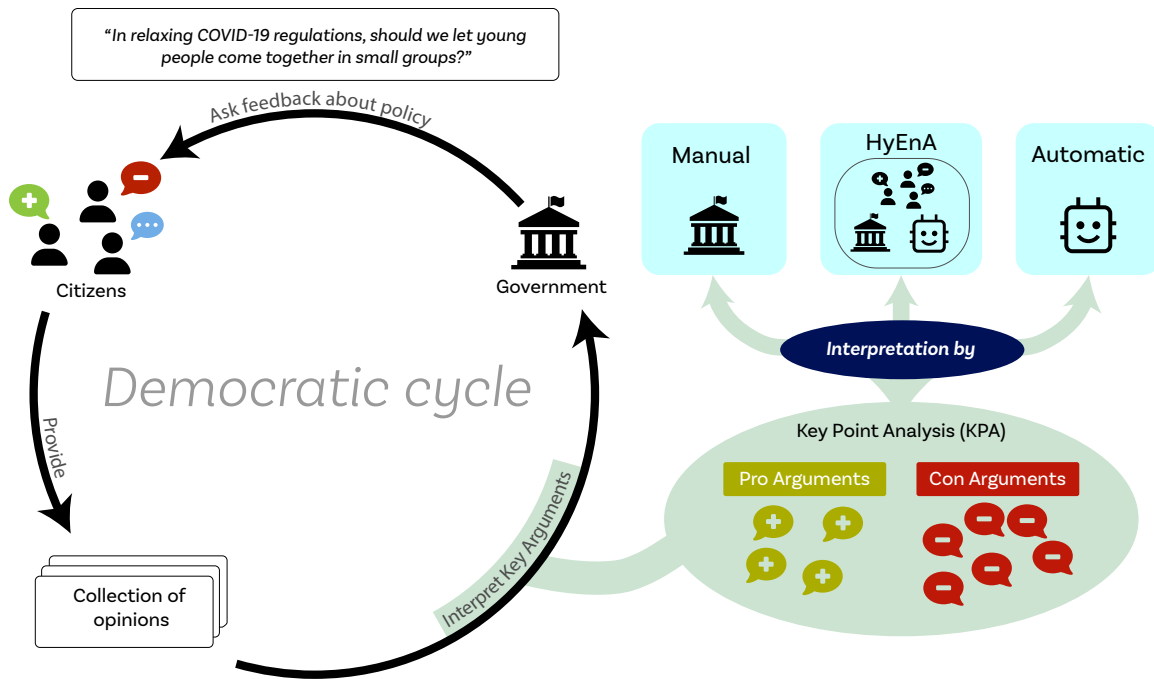 “In relaxing COVID-19 regulations, should we let young
people come together in small groups?”
Ask feedback about policy
Citizens
Government
Democratic cycle
Provide
Collection of
opinions
Interpret Key Arguments
Manual
HyEnA
Automatic
Interpretation by
Key Point Analysis (KPA)
Pro Arguments
Con Arguments